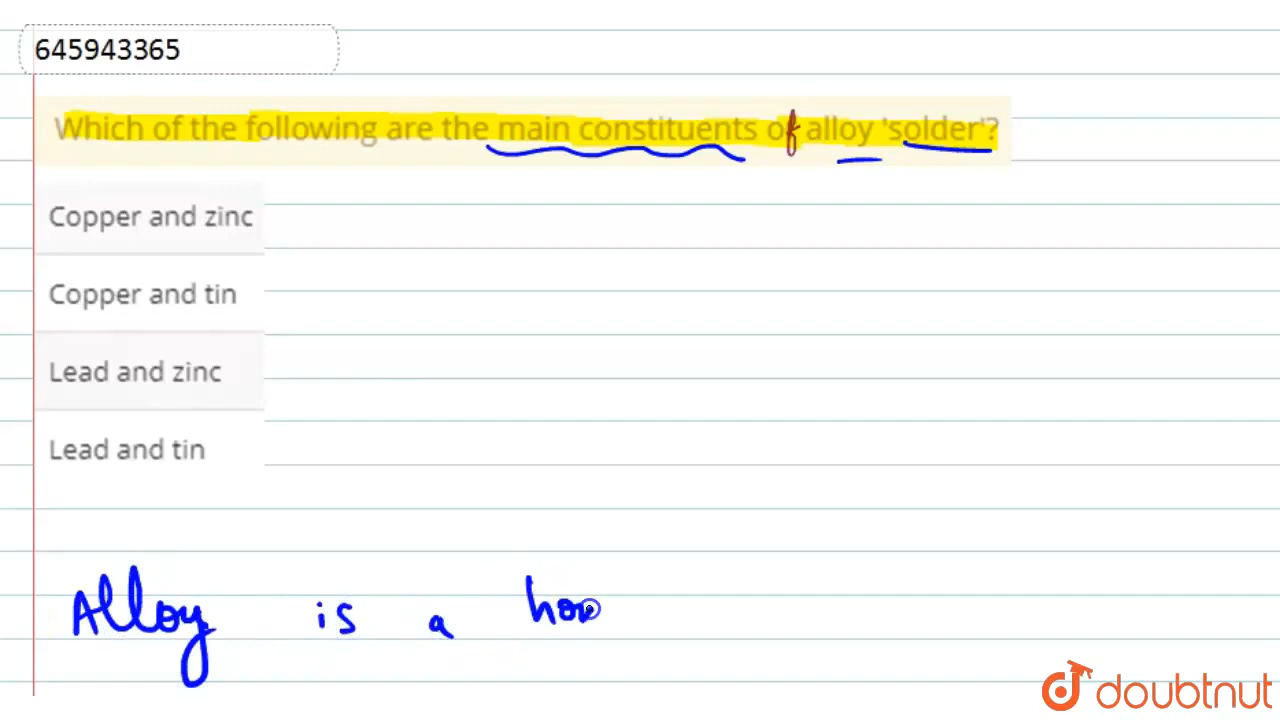 645943365
Which of the following are the main constituents of alloy 'solder'?
Copper and zinc
Copper and tin
Lead and zinc
Lead and tin
Alloy is a
doubtnut